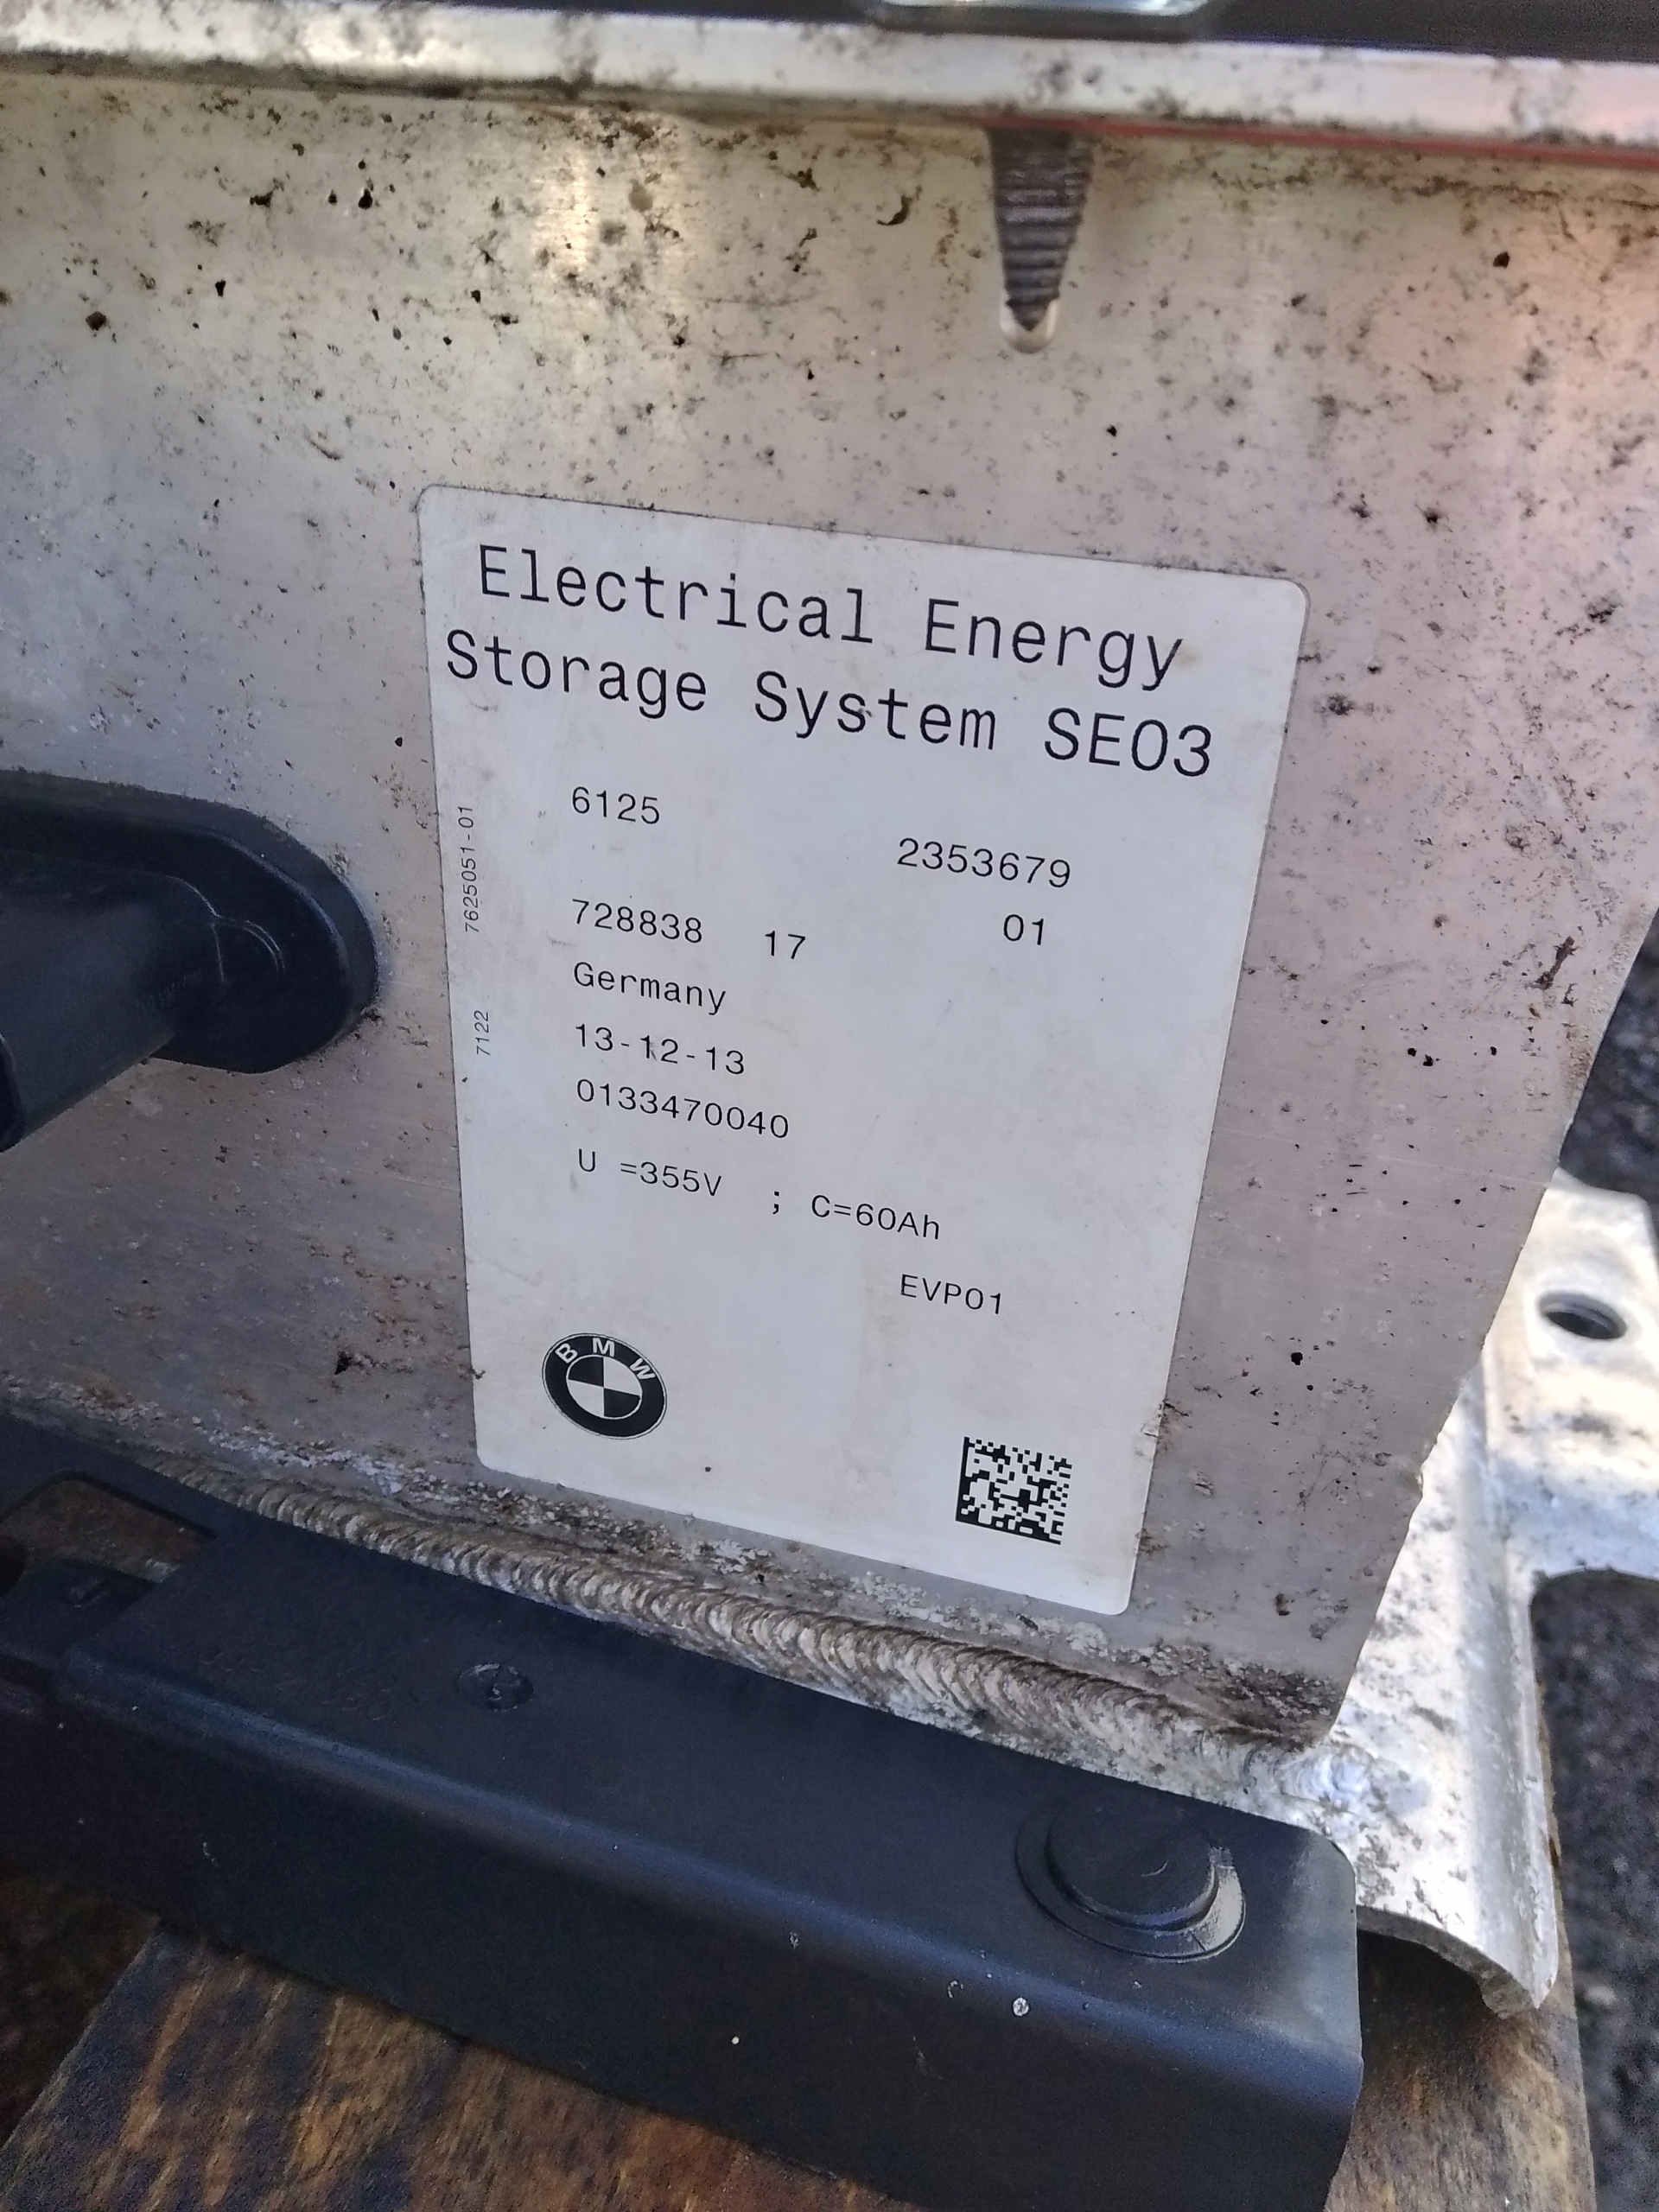 Electrical Energy
Storage System SE03
6125
2353679
728838 17 01
Germany
13-12-13
0133470040
U =355V ; C=60Ah
EVP01
BMW
7625051-01
7122